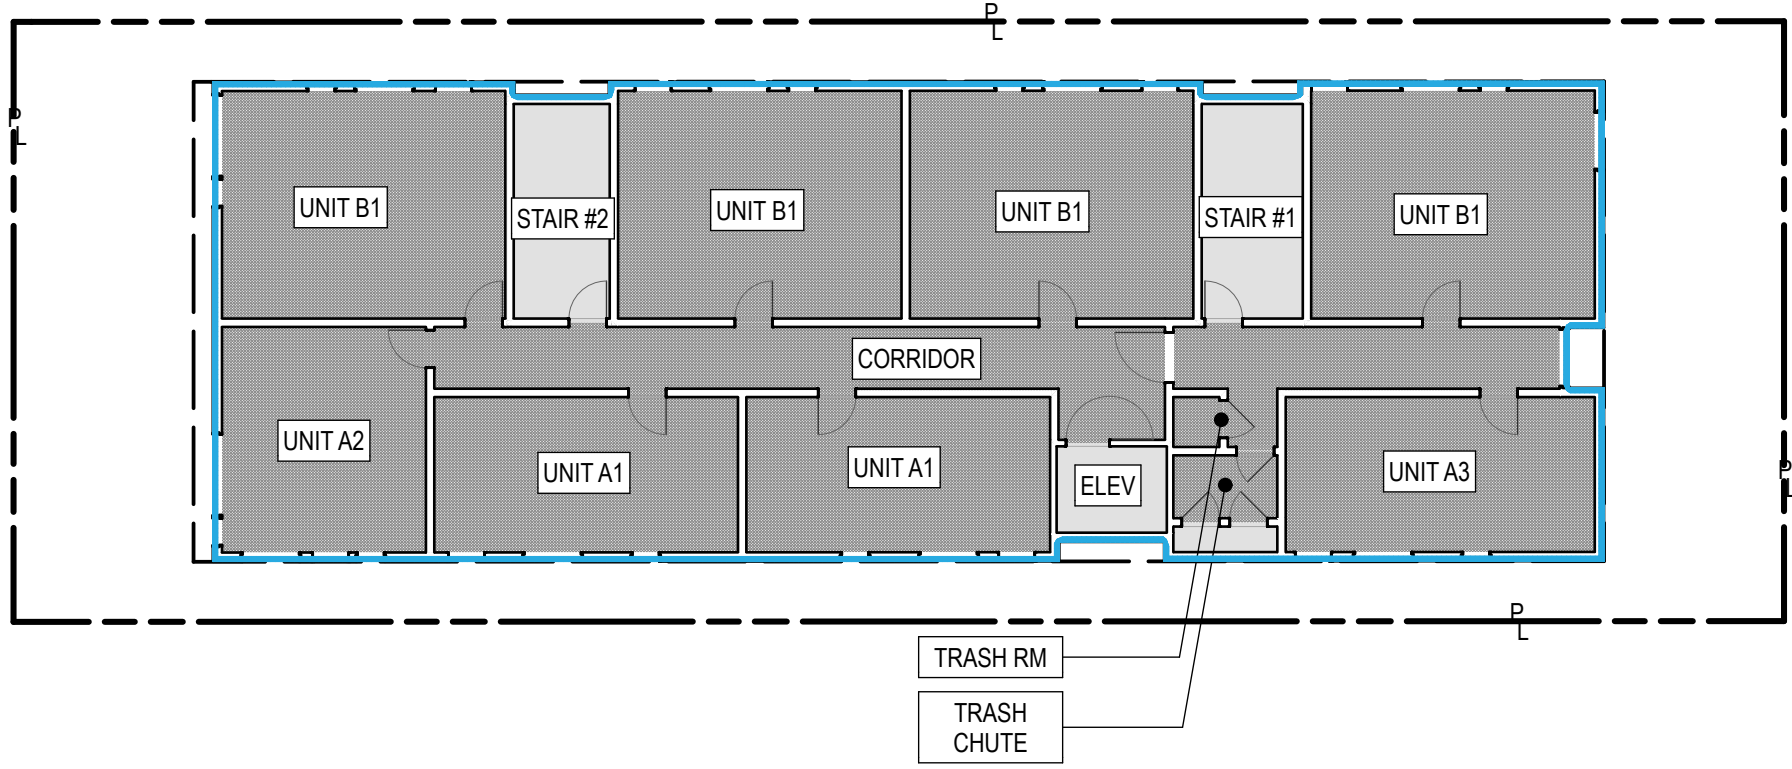 P
L
P
L
UNIT B1
STAIR #2
UNIT B1
UNIT B1
STAIR #1
UNIT B1
CORRIDOR
UNIT A2
UNIT A1
UNIT A1
ELEV
UNIT A3
P
L
P
L
TRASH RM
TRASH
CHUTE